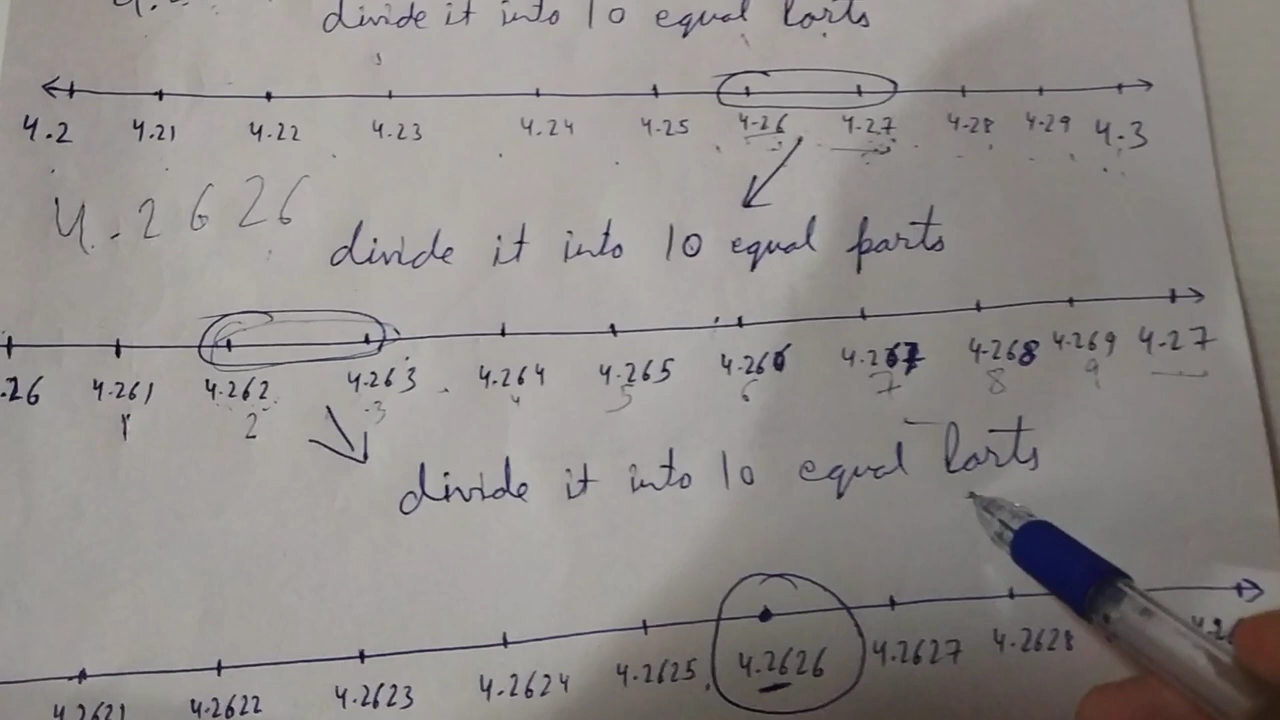 4.2
divide it into 10 equal parts
4.2 4.21 4.22 4.23 4.24 4.25 4.26 4.27 4.28 4.29 4.3
4.2626
divide it into 10 equal parts
.26 4.261 4.262 4.263 4.264 4.265 4.266 4.267 4.268 4.269 4.27
1 2 3 4 5 6 7 8 9
divide it into 10 equal parts
4.2621 4.2622 4.2623 4.2624 4.2625 4.2626 4.2627 4.2628